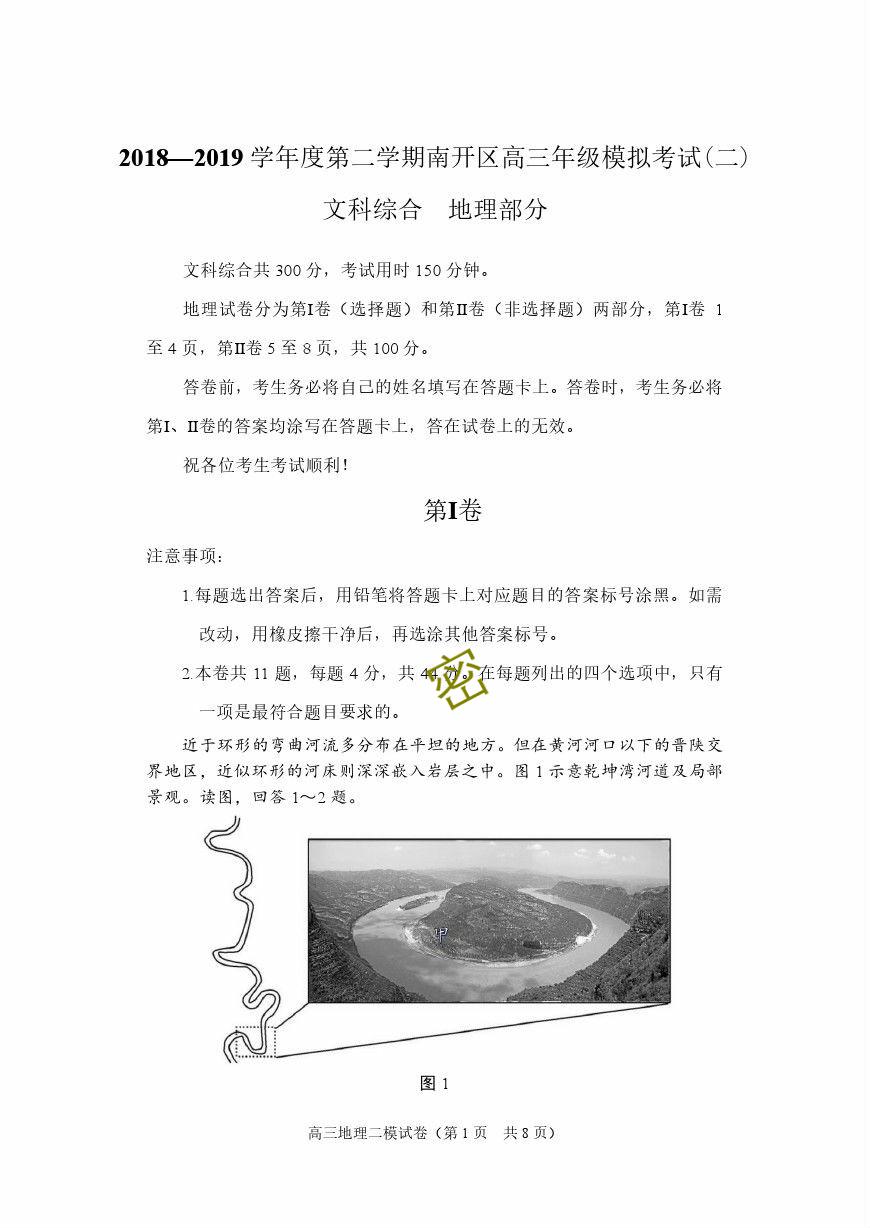 2018—2019 学年度第二学期南开区高三年级模拟考试(二)
文科综合 地理部分
文科综合共 300 分，考试用时 150 分钟。
地理试卷分为第Ⅰ卷（选择题）和第Ⅱ卷（非选择题）两部分，第Ⅰ卷 1
至 4 页，第Ⅱ卷 5 至 8 页，共 100 分。
答卷前，考生务必将自己的姓名填写在答题卡上。答卷时，考生务必将
第Ⅰ、Ⅱ卷的答案均涂写在答题卡上，答在试卷上的无效。
祝各位考生考试顺利！
第Ⅰ卷
注意事项：
1.每题选出答案后，用铅笔将答题卡上对应题目的答案标号涂黑。如需
改动，用橡皮擦干净后，再选涂其他答案标号。
2.本卷共 11 题，每题 4 分，共 44 分。在每题列出的四个选项中，只有
密
一项是最符合题目要求的。
近于环形的弯曲河流多分布在平坦的地方。但在黄河河口以下的晋陕交
界地区，近似环形的河床则深深嵌入岩层之中。图 1 示意乾坤湾河道及局部
景观。读图，回答 1～2 题。
甲
图 1
高三地理二模试卷（第 1 页 共 8 页）